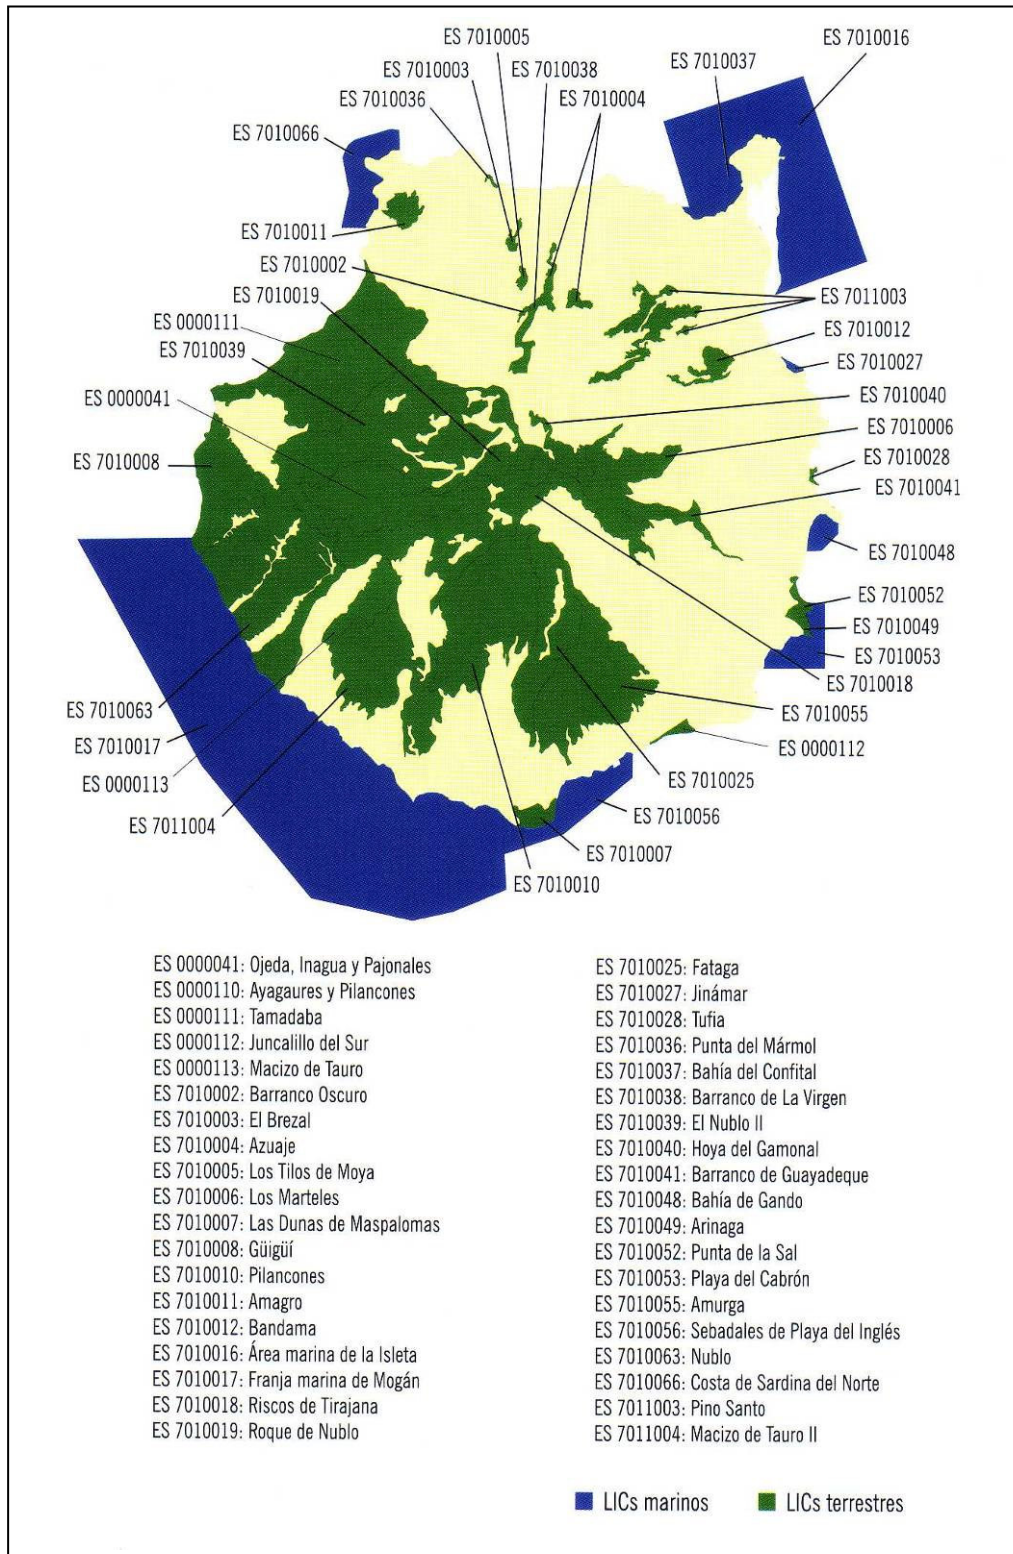 ES 7010005
ES 7010016
ES 7010003
ES 7010038
ES 7010037
ES 7010036
ES 7010004
ES 7010066
ES 7010011
ES 7010002
ES 7010019
ES 7011003
ES 0000111
ES 7010012
ES 7010039
ES 7010027
ES 0000041
ES 7010040
ES 7010006
ES 7010008
ES 7010028
ES 7010041
ES 7010048
ES 7010052
ES 7010049
ES 7010053
ES 7010018
ES 7010063
ES 7010055
ES 7010017
ES 0000112
ES 0000113
ES 7010025
ES 7011004
ES 7010056
ES 7010007
ES 7010010
ES 0000041: Ojeda, Inagua y Pajonales
ES 0000110: Ayagaures y Pilancones
ES 0000111: Tamadaba
ES 0000112: Juncalillo del Sur
ES 0000113: Macizo de Tauro
ES 7010002: Barranco Oscuro
ES 7010003: El Brezal
ES 7010004: Azuaje
ES 7010005: Los Tilos de Moya
ES 7010006: Los Marteles
ES 7010007: Las Dunas de Maspalomas
ES 7010008: Güigüí
ES 7010010: Pilancones
ES 7010011: Amagro
ES 7010012: Bandama
ES 7010016: Área marina de la Isleta
ES 7010017: Franja marina de Mogán
ES 7010018: Riscos de Tirajana
ES 7010019: Roque de Nublo
ES 7010025: Fataga
ES 7010027: Jinámar
ES 7010028: Tufia
ES 7010036: Punta del Mármol
ES 7010037: Bahía del Confital
ES 7010038: Barranco de La Virgen
ES 7010039: El Nublo II
ES 7010040: Hoya del Gamonal
ES 7010041: Barranco de Guayadeque
ES 7010048: Bahía de Gando
ES 7010049: Arinaga
ES 7010052: Punta de la Sal
ES 7010053: Playa del Cabrón
ES 7010055: Amurga
ES 7010056: Sebadales de Playa del Inglés
ES 7010063: Nublo
ES 7010066: Costa de Sardina del Norte
ES 7011003: Pino Santo
ES 7011004: Macizo de Tauro II
LICs marinos
LICs terrestres